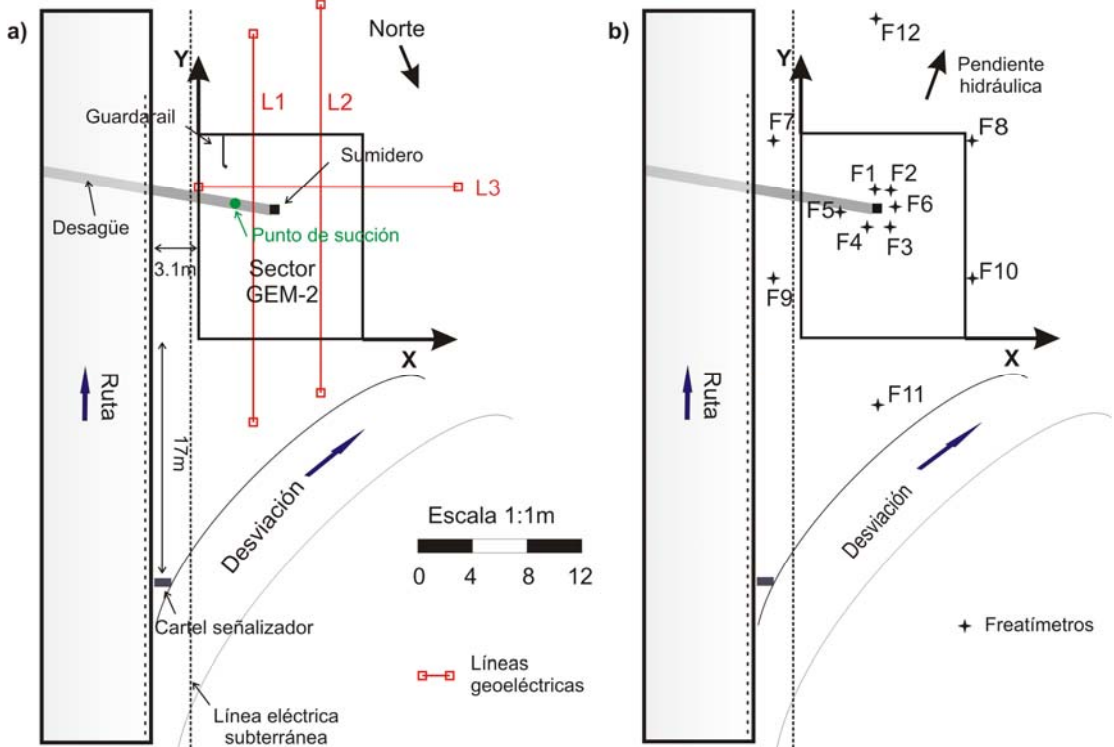 a)
Norte
Y
L1
L2
Guardarail
Sumidero
L3
Desagüe
Punto de succión
3.1m
Sector
GEM-2
X
Ruta
17m
Desviación
Escala 1:1m
0 4 8 12
Cartel señalizador
Líneas
geoeléctricas
Línea eléctrica
subterránea
b)
F12
Y
Pendiente
hidráulica
F7
F8
F1
F2
F5
F6
F4
F3
F9
F10
X
Ruta
F11
Desviación
Freatímetros